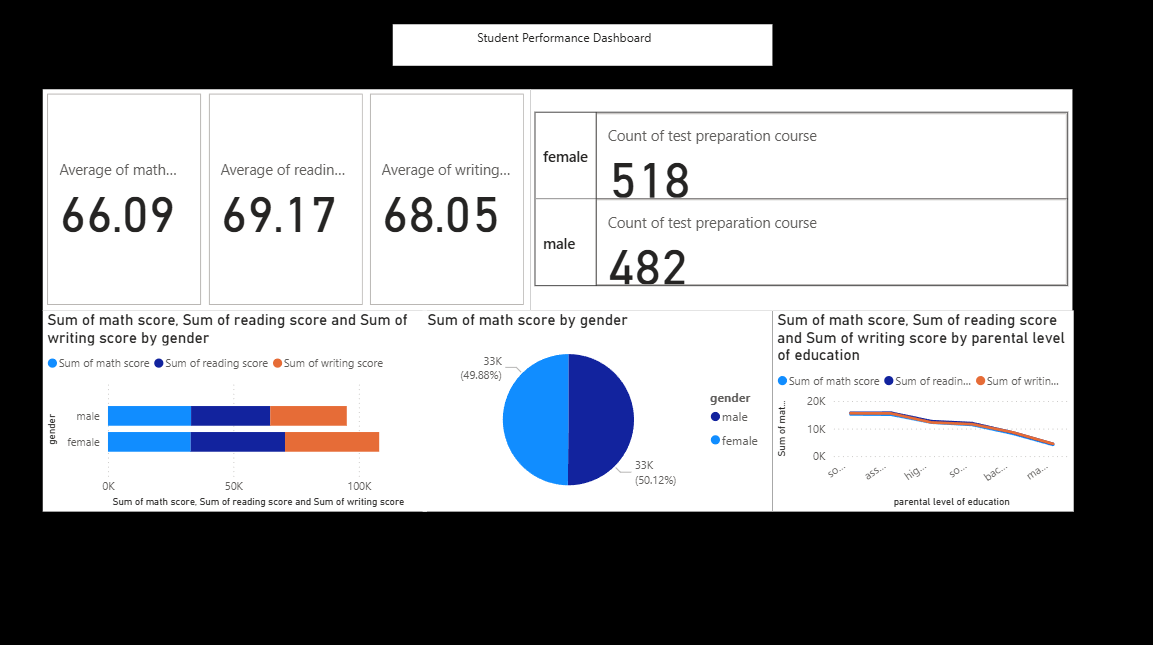 Student Performance Dashboard
Average of math...
66.09
Average of readin...
69.17
Average of writing...
68.05
female
Count of test preparation course
518
male
Count of test preparation course
482
Sum of math score, Sum of reading score and Sum of
writing score by gender
Sum of math score Sum of reading score Sum of writing score
gender
male
female
0K 50K 100K
Sum of math score, Sum of reading score and Sum of writing score
Sum of math score by gender
33K
(49.88%)
33K
(50.12%)
gender
male
female
Sum of math score, Sum of reading score
and Sum of writing score by parental level
of education
Sum of math score Sum of readin... Sum of writin...
Sum of mat...
20K
10K
0K
so... ass... hig... so... bac... ma...
parental level of education